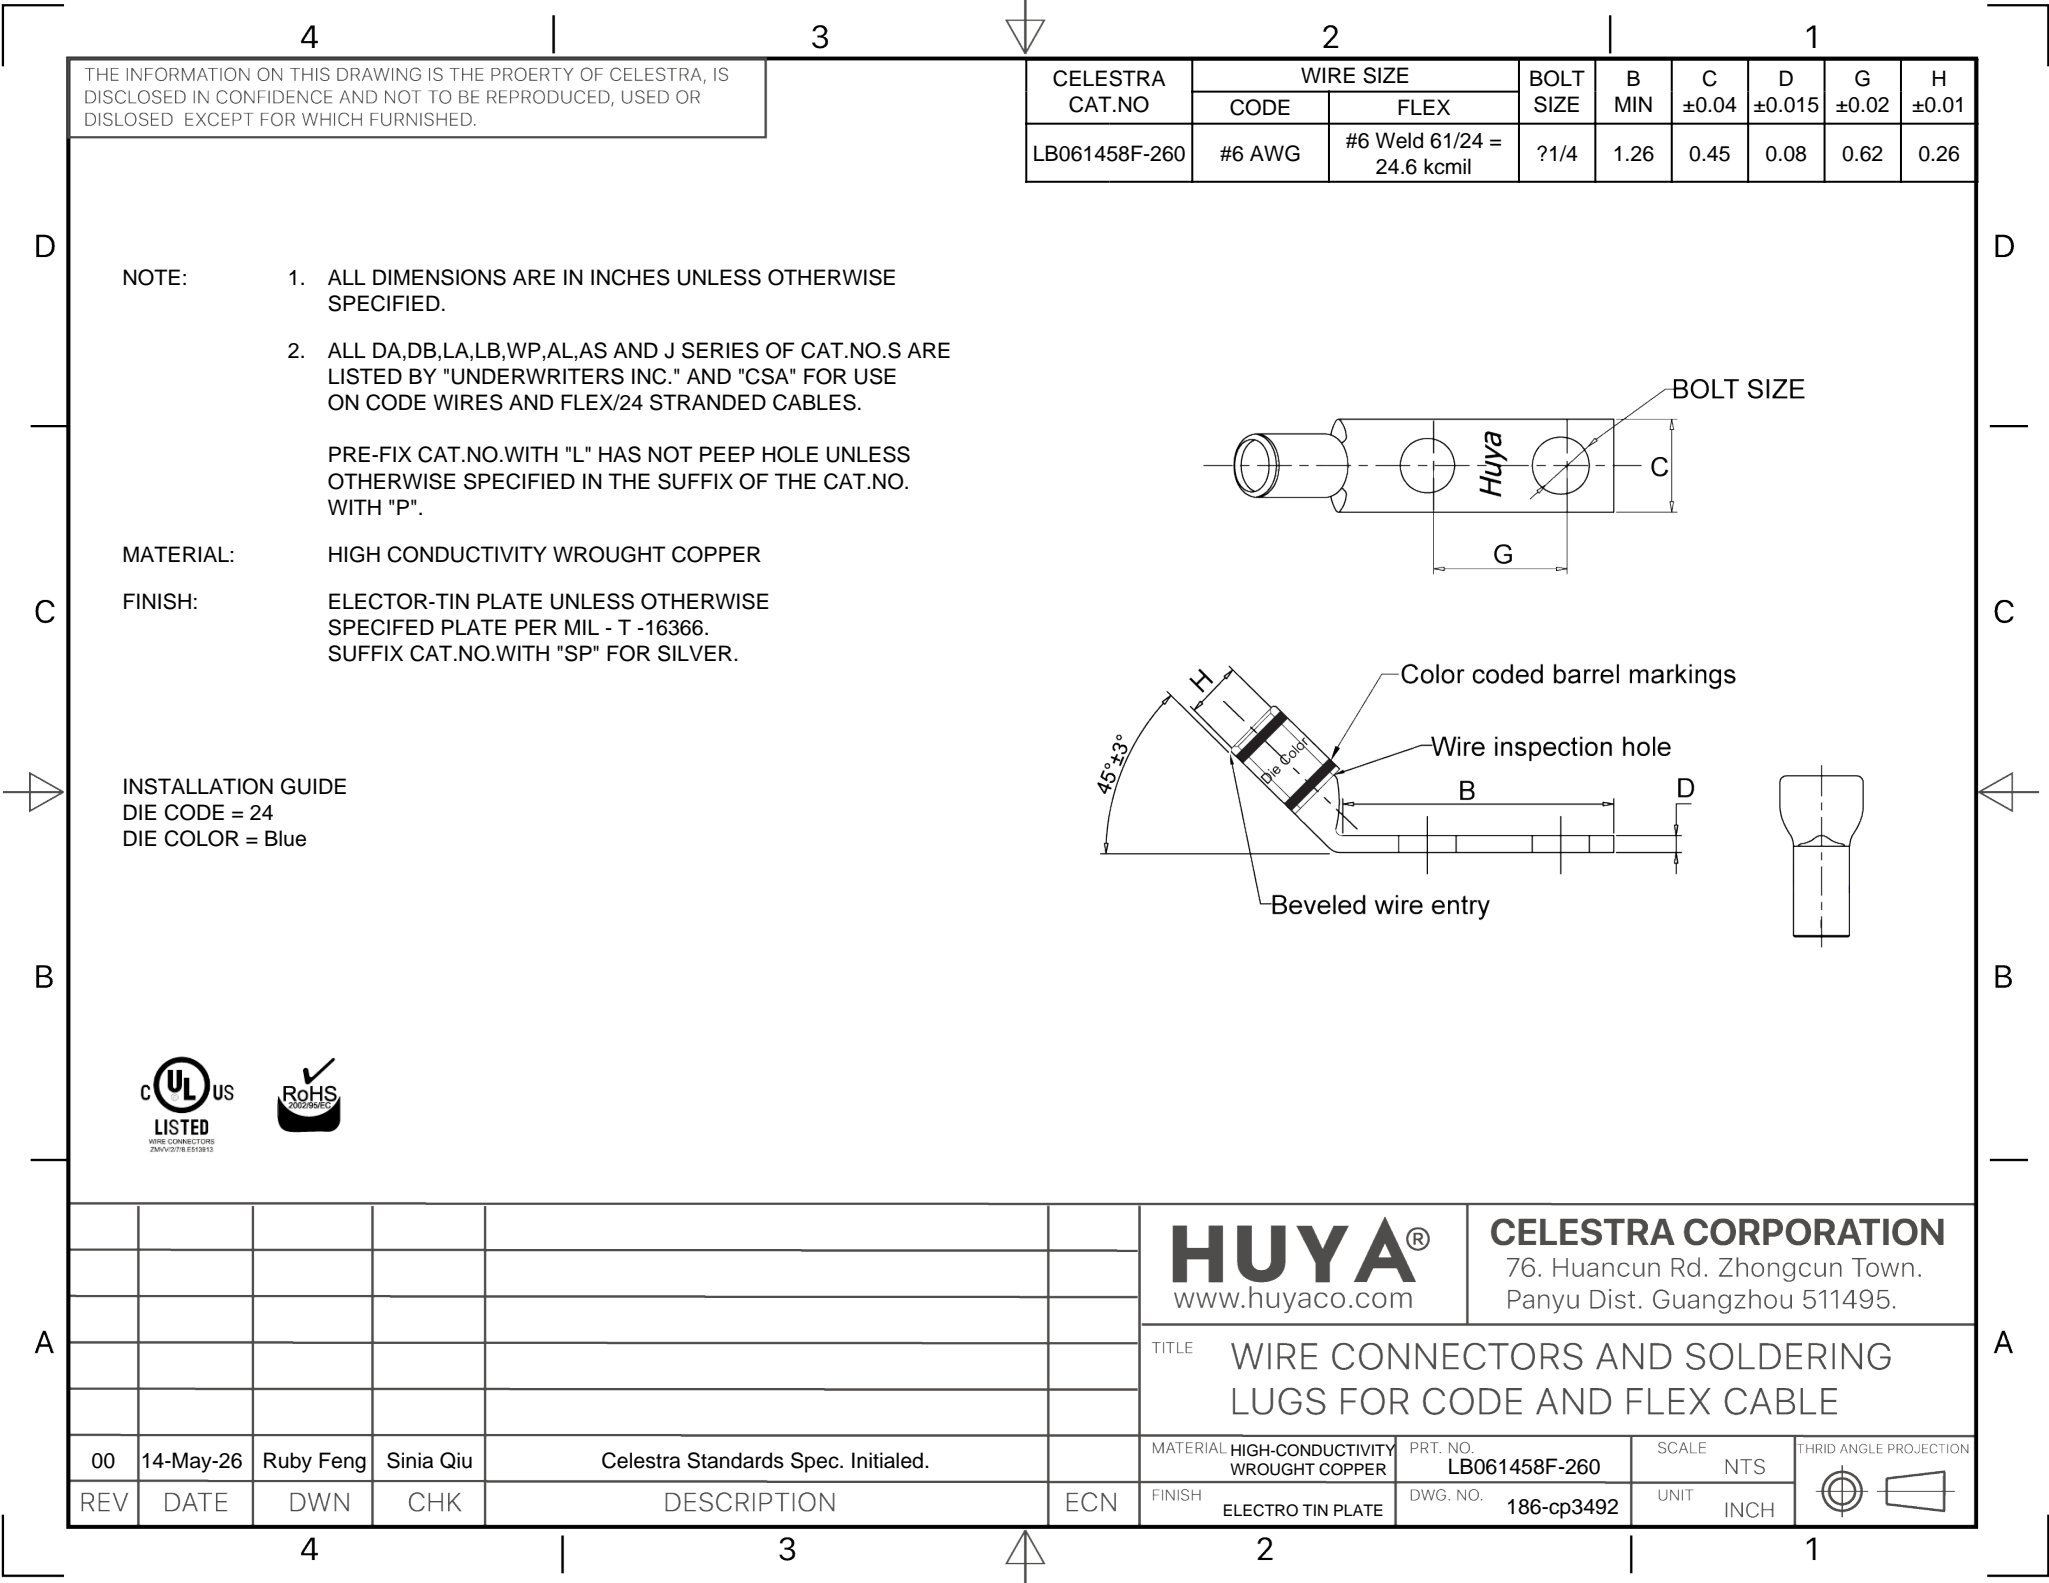 4
3
2
1
THE INFORMATION ON THIS DRAWING IS THE PROERTY OF CELESTRA, IS
DISCLOSED IN CONFIDENCE AND NOT TO BE REPRODUCED, USED OR
DISLOSED EXCEPT FOR WHICH FURNISHED.
CELESTRA CAT.NO
WIRE SIZE
CODE
FLEX
BOLT SIZE
B MIN
C ±0.04
D ±0.015
G ±0.02
H ±0.01
LB061458F-260
#6 AWG
#6 Weld 61/24 =
24.6 kcmil
?1/4
1.26
0.45
0.08
0.62
0.26
D
D
NOTE:
1. ALL DIMENSIONS ARE IN INCHES UNLESS OTHERWISE
SPECIFIED.
2. ALL DA,DB,LA,LB,WP,AL,AS AND J SERIES OF CAT.NO.S ARE
LISTED BY "UNDERWRITERS INC." AND "CSA" FOR USE
ON CODE WIRES AND FLEX/24 STRANDED CABLES.
PRE-FIX CAT.NO.WITH "L" HAS NOT PEEP HOLE UNLESS
OTHERWISE SPECIFIED IN THE SUFFIX OF THE CAT.NO.
WITH "P".
MATERIAL: HIGH CONDUCTIVITY WROUGHT COPPER
FINISH: ELECTOR-TIN PLATE UNLESS OTHERWISE
SPECIFED PLATE PER MIL - T -16366.
SUFFIX CAT.NO.WITH "SP" FOR SILVER.
INSTALLATION GUIDE
DIE CODE = 24
DIE COLOR = Blue
BOLT SIZE
Huya
C
G
C
C
H
Color coded barrel markings
45°±3°
Die Color
Wire inspection hole
B
D
Beveled wire entry
B
B
C UL US
®
LISTED
WIRE CONNECTORS
RoHS
2002/95/EC
A
A
HUYA®
www.huyaco.com
CELESTRA CORPORATION
76. Huancun Rd. Zhongcun Town.
Panyu Dist. Guangzhou 511495.
TITLE
WIRE CONNECTORS AND SOLDERING
LUGS FOR CODE AND FLEX CABLE
00
14-May-26
Ruby Feng
Sinia Qiu
Celestra Standards Spec. Initialed.
REV
DATE
DWN
CHK
DESCRIPTION
ECN
MATERIAL HIGH-CONDUCTIVITY
WROUGHT COPPER
PRT. NO.
LB061458F-260
SCALE
NTS
THRID ANGLE PROJECTION
FINISH
ELECTRO TIN PLATE
DWG. NO.
186-cp3492
UNIT
INCH
4
3
2
1